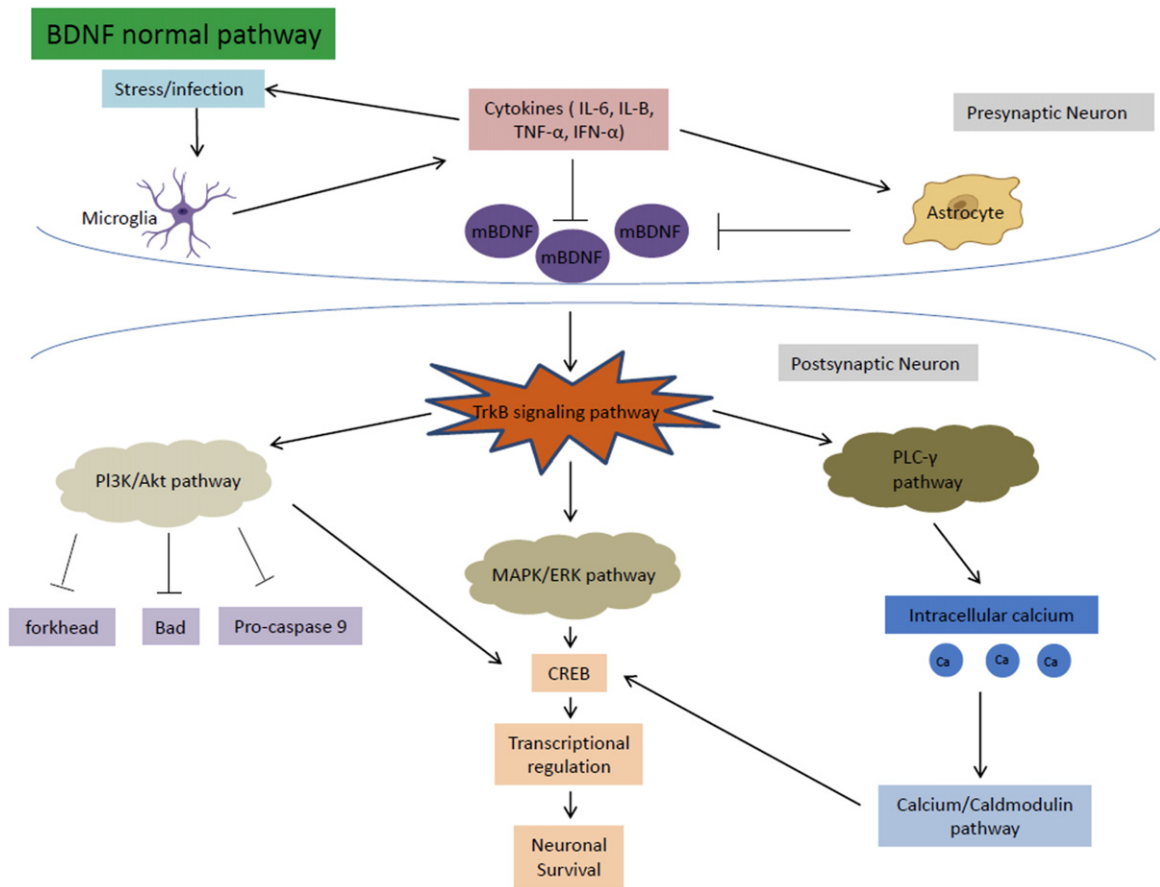 BDNF normal pathway
Stress/infection
Cytokines ( IL-6, IL-B,
TNF-α, IFN-α)
Presynaptic Neuron
Microglia
Astrocyte
mBDNF
mBDNF
mBDNF
Postsynaptic Neuron
TrkB signaling pathway
PI3K/Akt pathway
PLC-γ
pathway
MAPK/ERK pathway
forkhead
Bad
Pro-caspase 9
Intracellular calcium
Ca
Ca
Ca
CREB
Transcriptional
regulation
Calcium/Caldmodulin
pathway
Neuronal
Survival